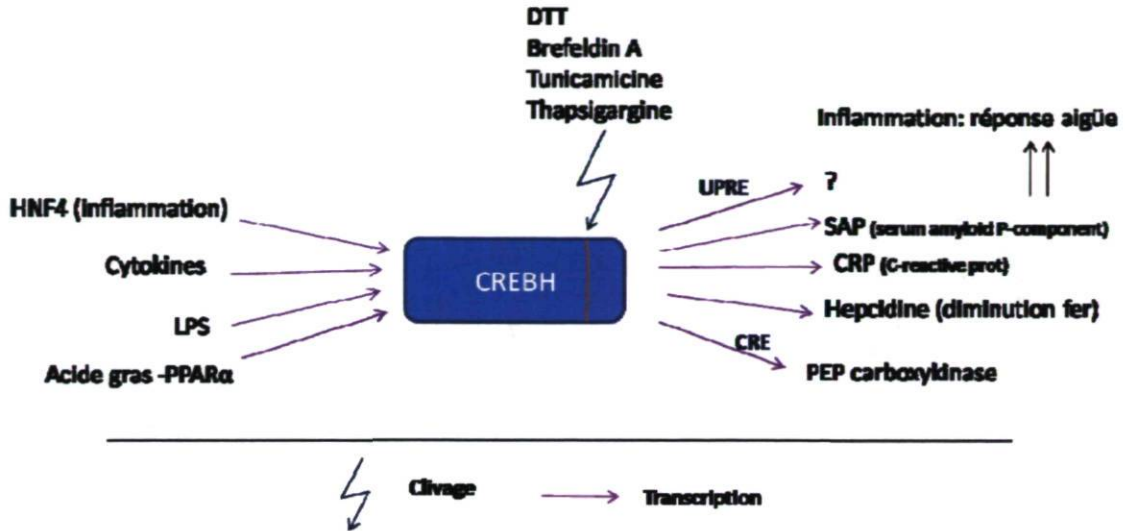 DTT
Brefeldin A
Tunicamicine
Thapsigargine
Inflammation: réponse aigüe
UPRE
?
HNF4 (inflammation)
SAP (serum amyloid P-component)
Cytokines
CREBH
CRP (C-reactive prot)
LPS
Hepcidine (diminution fer)
CRE
Acide gras -PPARα
PEP carboxykinase
Clivage
Transcription